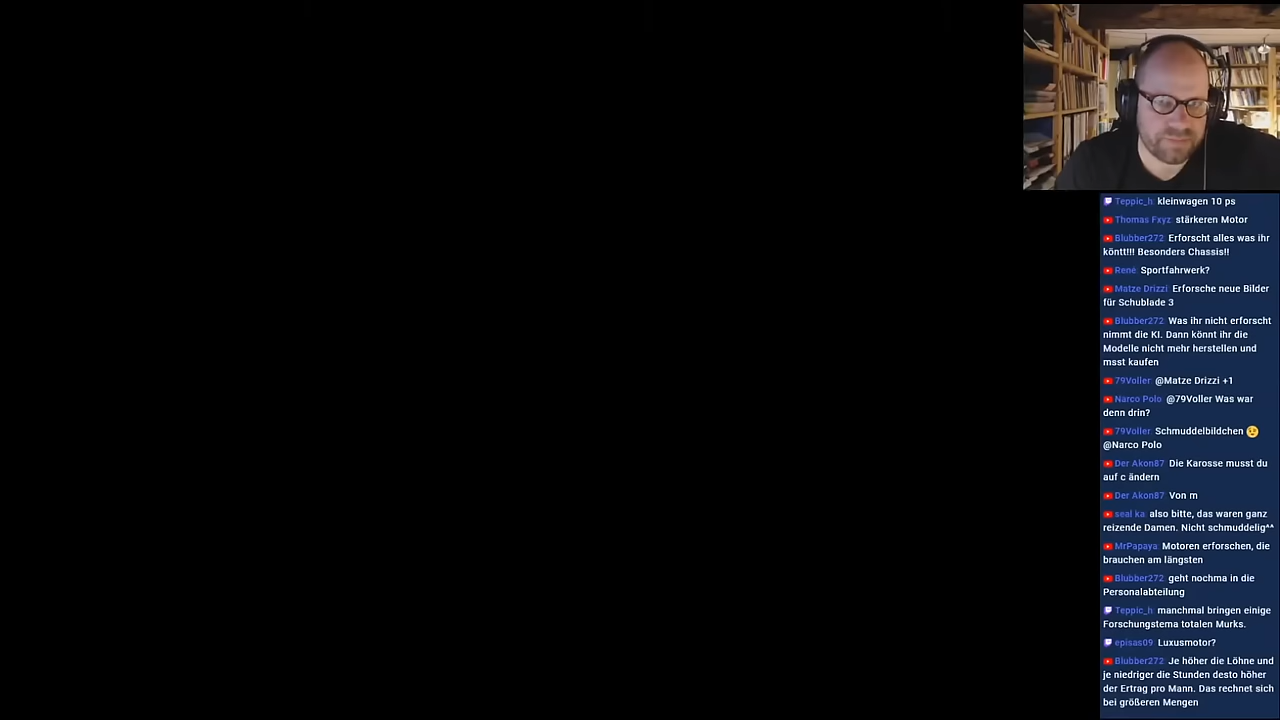 Teppic_h: kleinwagen 10 ps
Thomas Fxyz: stärkeren Motor
Blubber272: Erforscht alles was ihr
köntt!!! Besonders Chassis!!
René: Sportfahrwerk?
Matze Drizzi: Erforsche neue Bilder
für Schublade 3
Blubber272: Was ihr nicht erforscht
nimmt die KI. Dann könnt ihr die
Modelle nicht mehr herstellen und
msst kaufen
79Voller: @Matze Drizzi +1
Narco Polo: @79Voller Was war
denn drin?
79Voller: Schmuddelbildchen 🤨
@Narco Polo
Der Akon87: Die Karosse musst du
auf c ändern
Der Akon87: Von m
seal ka: also bitte, das waren ganz
reizende Damen. Nicht schmuddelig^^
MrPapaya: Motoren erforschen, die
brauchen am längsten
Blubber272: geht nochma in die
Personalabteilung
Teppic_h: manchmal bringen einige
Forschungstema totalen Murks.
episas09: Luxusmotor?
Blubber272: Je höher die Löhne und
je niedriger die Stunden desto höher
der Ertrag pro Mann. Das rechnet sich
bei größeren Mengen